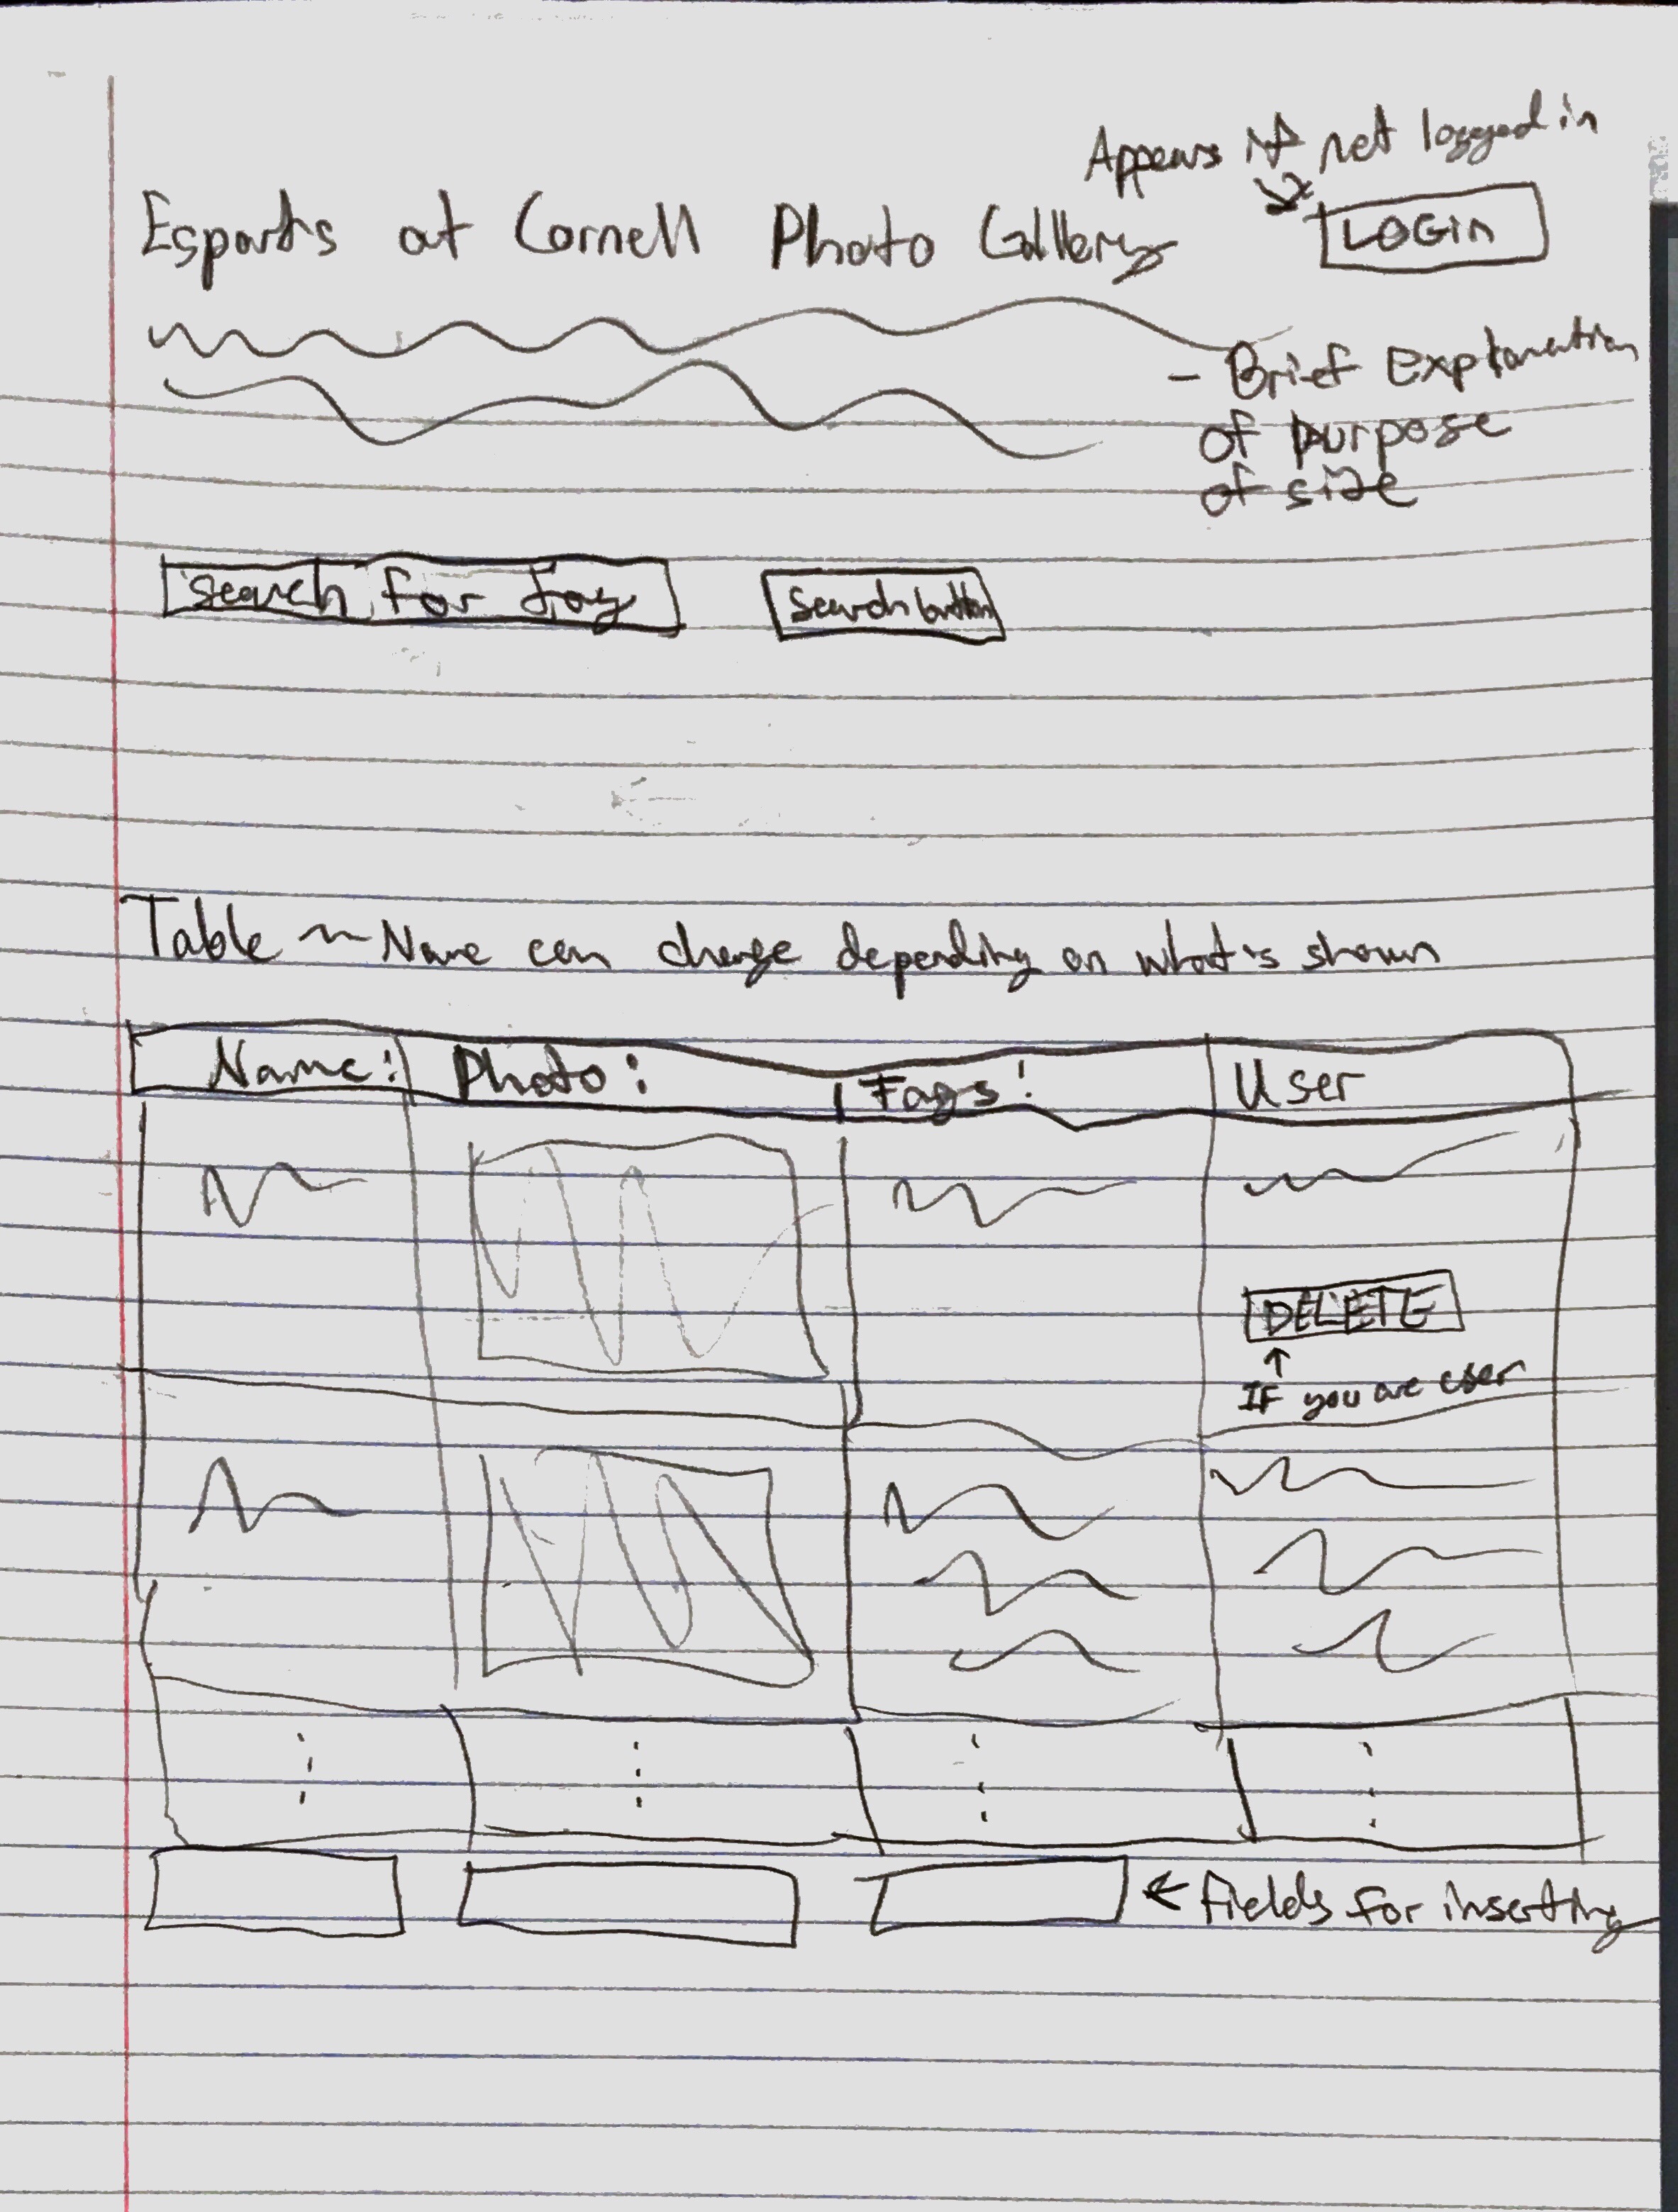 Appears if not logged in
Esports at Cornell Photo Gallery
LOGIN
- Brief Explanation
of purpose
of site
Search for Tag
Search button
Table ~ Name can change depending on what's shown
Name: Photo: Tags: User
DELETE
↑
IF you are user
← Fields for inserting